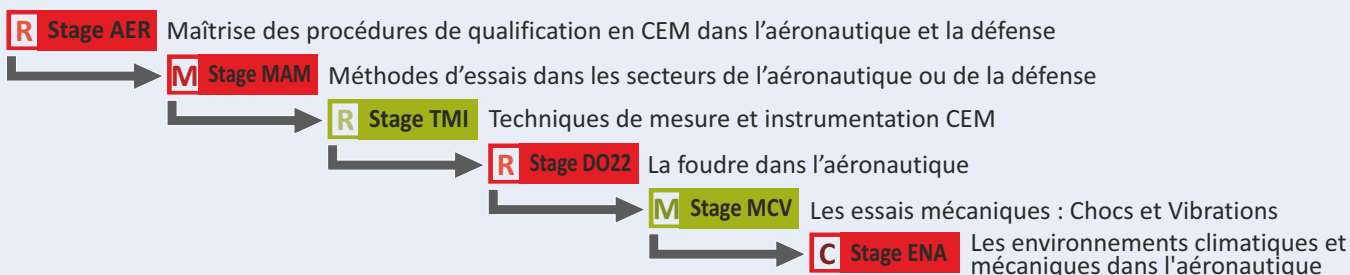 R Stage AER Maîtrise des procédures de qualification en CEM dans l’aéronautique et la défense
M Stage MAM Méthodes d’essais dans les secteurs de l’aéronautique ou de la défense
R Stage TMI Techniques de mesure et instrumentation CEM
R Stage DO22 La foudre dans l’aéronautique
M Stage MCV Les essais mécaniques : Chocs et Vibrations
C Stage ENA Les environnements climatiques et
mécaniques dans l'aéronautique